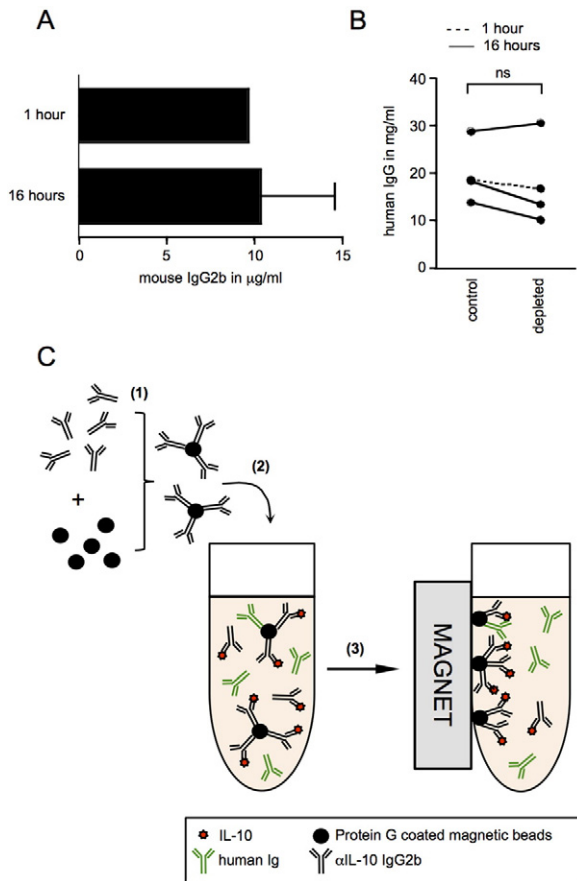 A
1 hour
16 hours
0 5 10 15
mouse IgG2b in μg/ml
B
1 hour
16 hours
ns
human IgG in mg/ml
40
30
20
10
0
control
depleted
C
(1)
+
(2)
(3)
MAGNET
IL-10
Protein G coated magnetic beads
human Ig
αIL-10 IgG2b